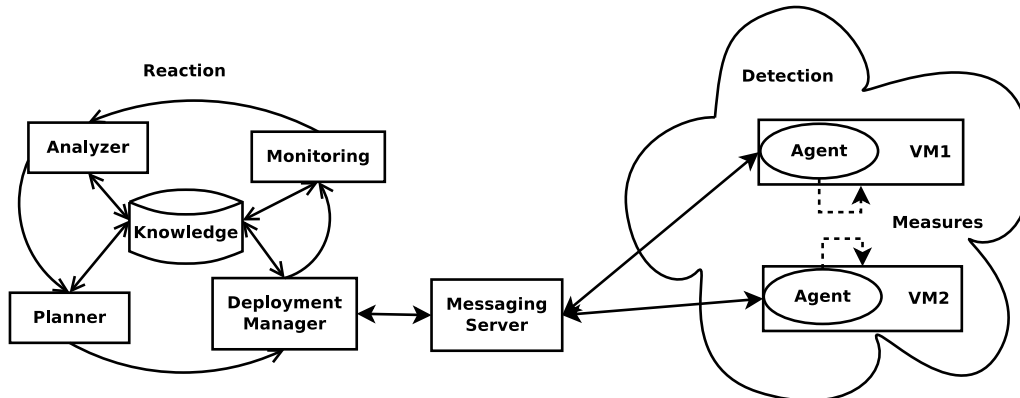 Reaction
Detection
Analyzer
Monitoring
Agent
VM1
Knowledge
Measures
Planner
Deployment
Manager
Messaging
Server
Agent
VM2